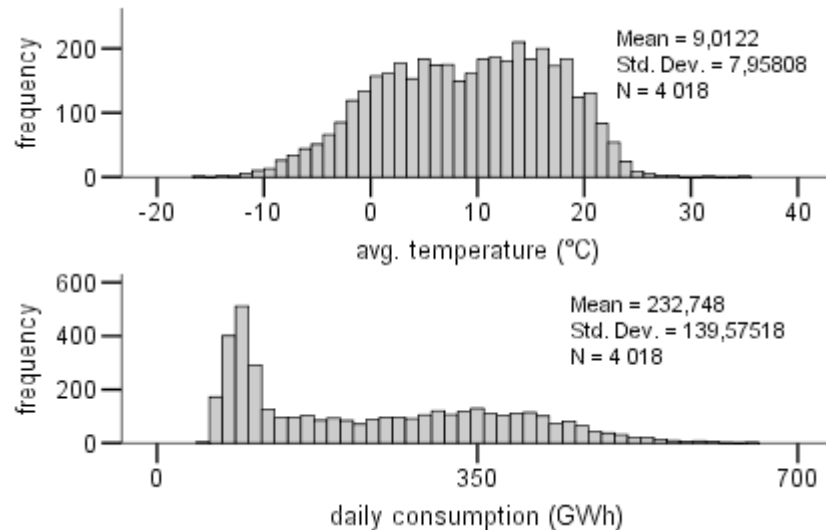 frequency
200
100
0
Mean = 9,0122
Std. Dev. = 7,95808
N = 4 018
-20 -10 0 10 20 30 40
avg. temperature (°C)
frequency
600
400
200
0
Mean = 232,748
Std. Dev. = 139,57518
N = 4 018
0 350 700
daily consumption (GWh)